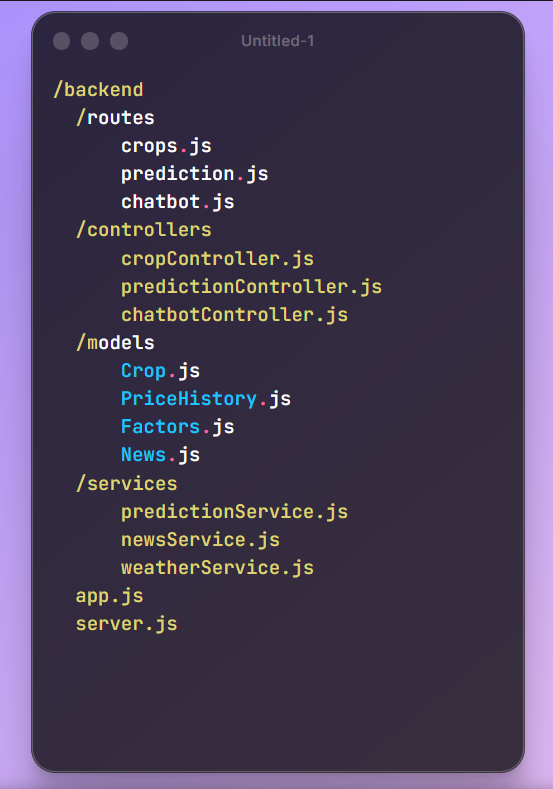 Untitled-1
/backend
  /routes
      crops.js
      prediction.js
      chatbot.js
  /controllers
      cropController.js
      predictionController.js
      chatbotController.js
  /models
      Crop.js
      PriceHistory.js
      Factors.js
      News.js
  /services
      predictionService.js
      newsService.js
      weatherService.js
  app.js
  server.js